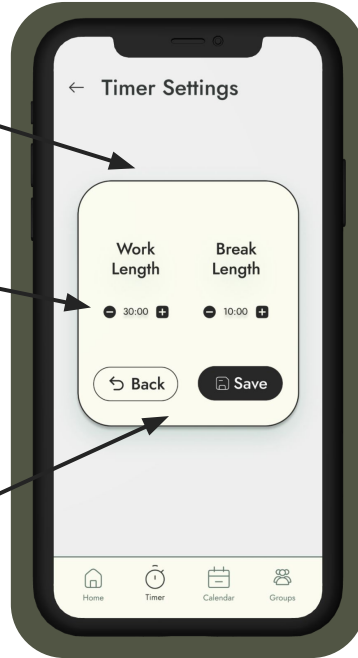 Timer Settings
Work Length
Break Length
30:00
10:00
Back
Save
Home
Timer
Calendar
Groups